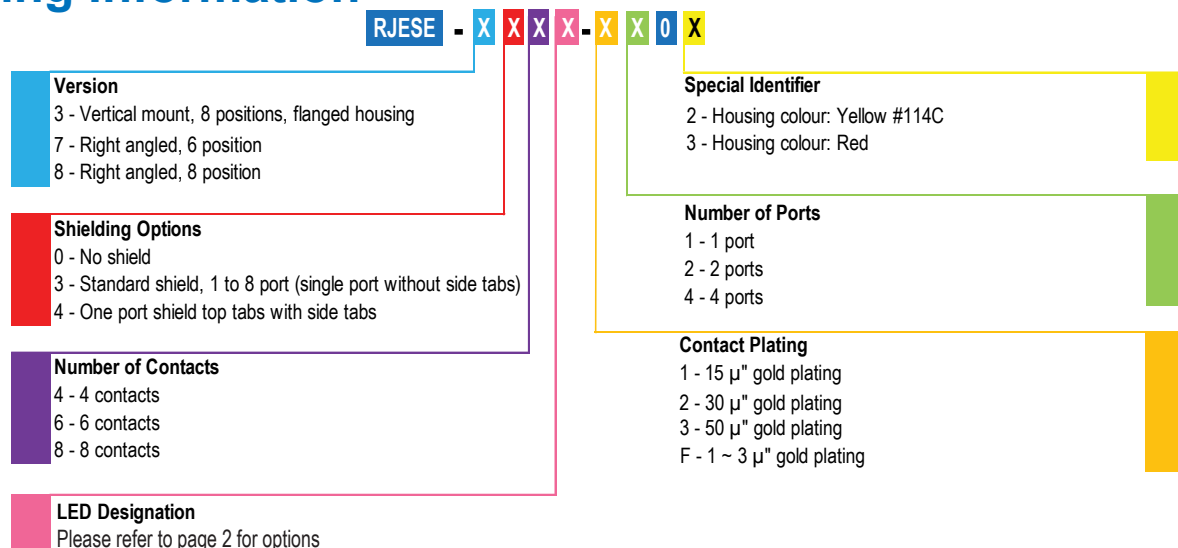 ing Information
RJESE - X X X X - X X 0 X
Version
3 - Vertical mount, 8 positions, flanged housing
7 - Right angled, 6 position
8 - Right angled, 8 position
Shielding Options
0 - No shield
3 - Standard shield, 1 to 8 port (single port without side tabs)
4 - One port shield top tabs with side tabs
Number of Contacts
4 - 4 contacts
6 - 6 contacts
8 - 8 contacts
LED Designation
Please refer to page 2 for options
Special Identifier
2 - Housing colour: Yellow #114C
3 - Housing colour: Red
Number of Ports
1 - 1 port
2 - 2 ports
4 - 4 ports
Contact Plating
1 - 15 µ" gold plating
2 - 30 µ" gold plating
3 - 50 µ" gold plating
F - 1 ~ 3 µ" gold plating